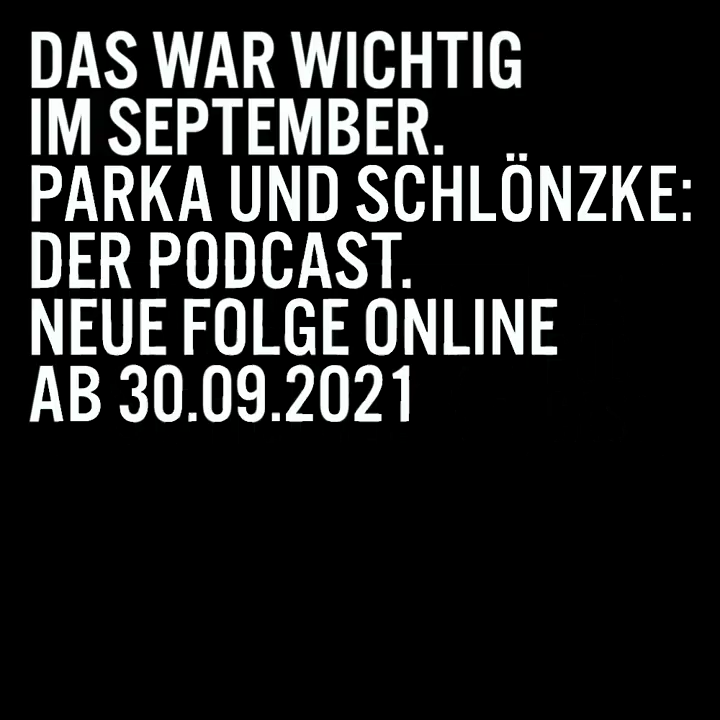 DAS WAR WICHTIG
IM SEPTEMBER.
PARKA UND SCHLÖNZKE:
DER PODCAST.
NEUE FOLGE ONLINE
AB 30.09.2021